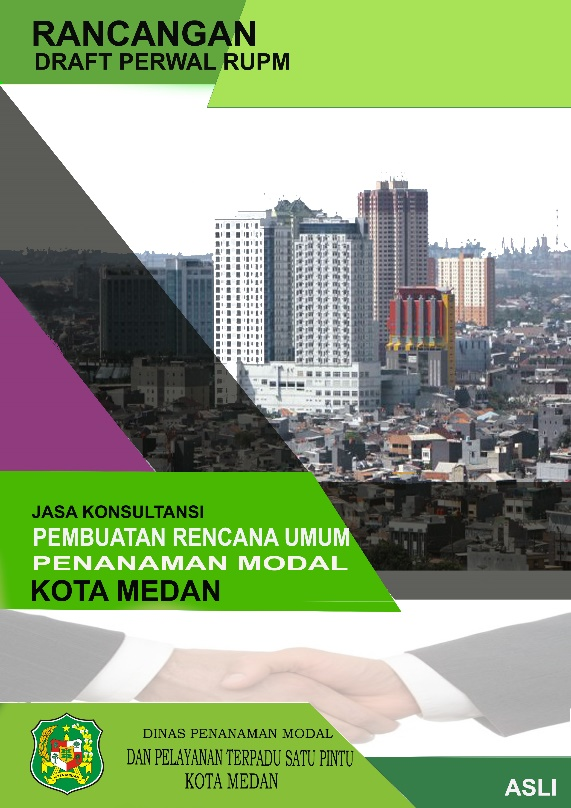 RANCANGAN
DRAFT PERWAL RUPM
JASA KONSULTANSI
PEMBUATAN RENCANA UMUM
PENANAMAN MODAL
KOTA MEDAN
DINAS PENANAMAN MODAL
DAN PELAYANAN TERPADU SATU PINTU
KOTA MEDAN
ASLI